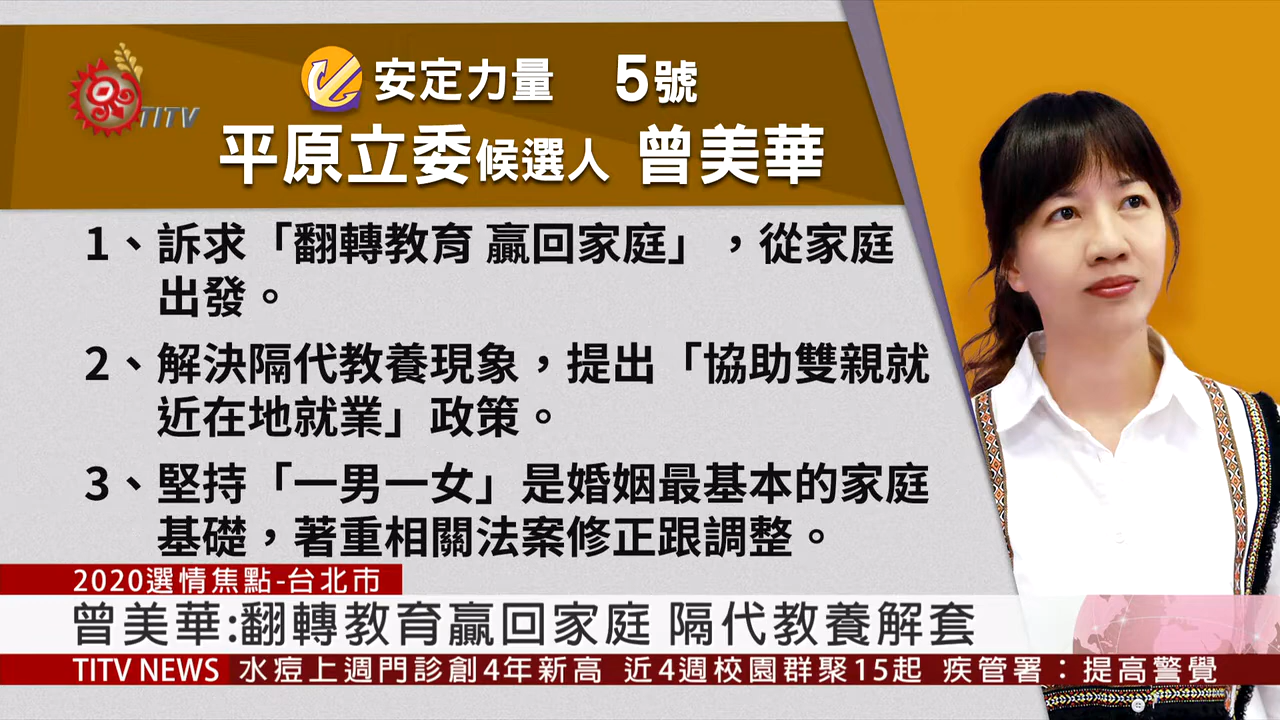 安定力量 5號
TITV
平原立委候選人 曾美華
1、訴求「翻轉教育 贏回家庭」，從家庭
出發。
2、解決隔代教養現象，提出「協助雙親就
近在地就業」政策。
3、堅持「一男一女」是婚姻最基本的家庭
基礎，著重相關法案修正跟調整。
2020選情焦點-台北市
曾美華:翻轉教育贏回家庭 隔代教養解套
TITV NEWS 水痘上週門診創4年新高 近4週校園群聚15起 疾管署：提高警覺